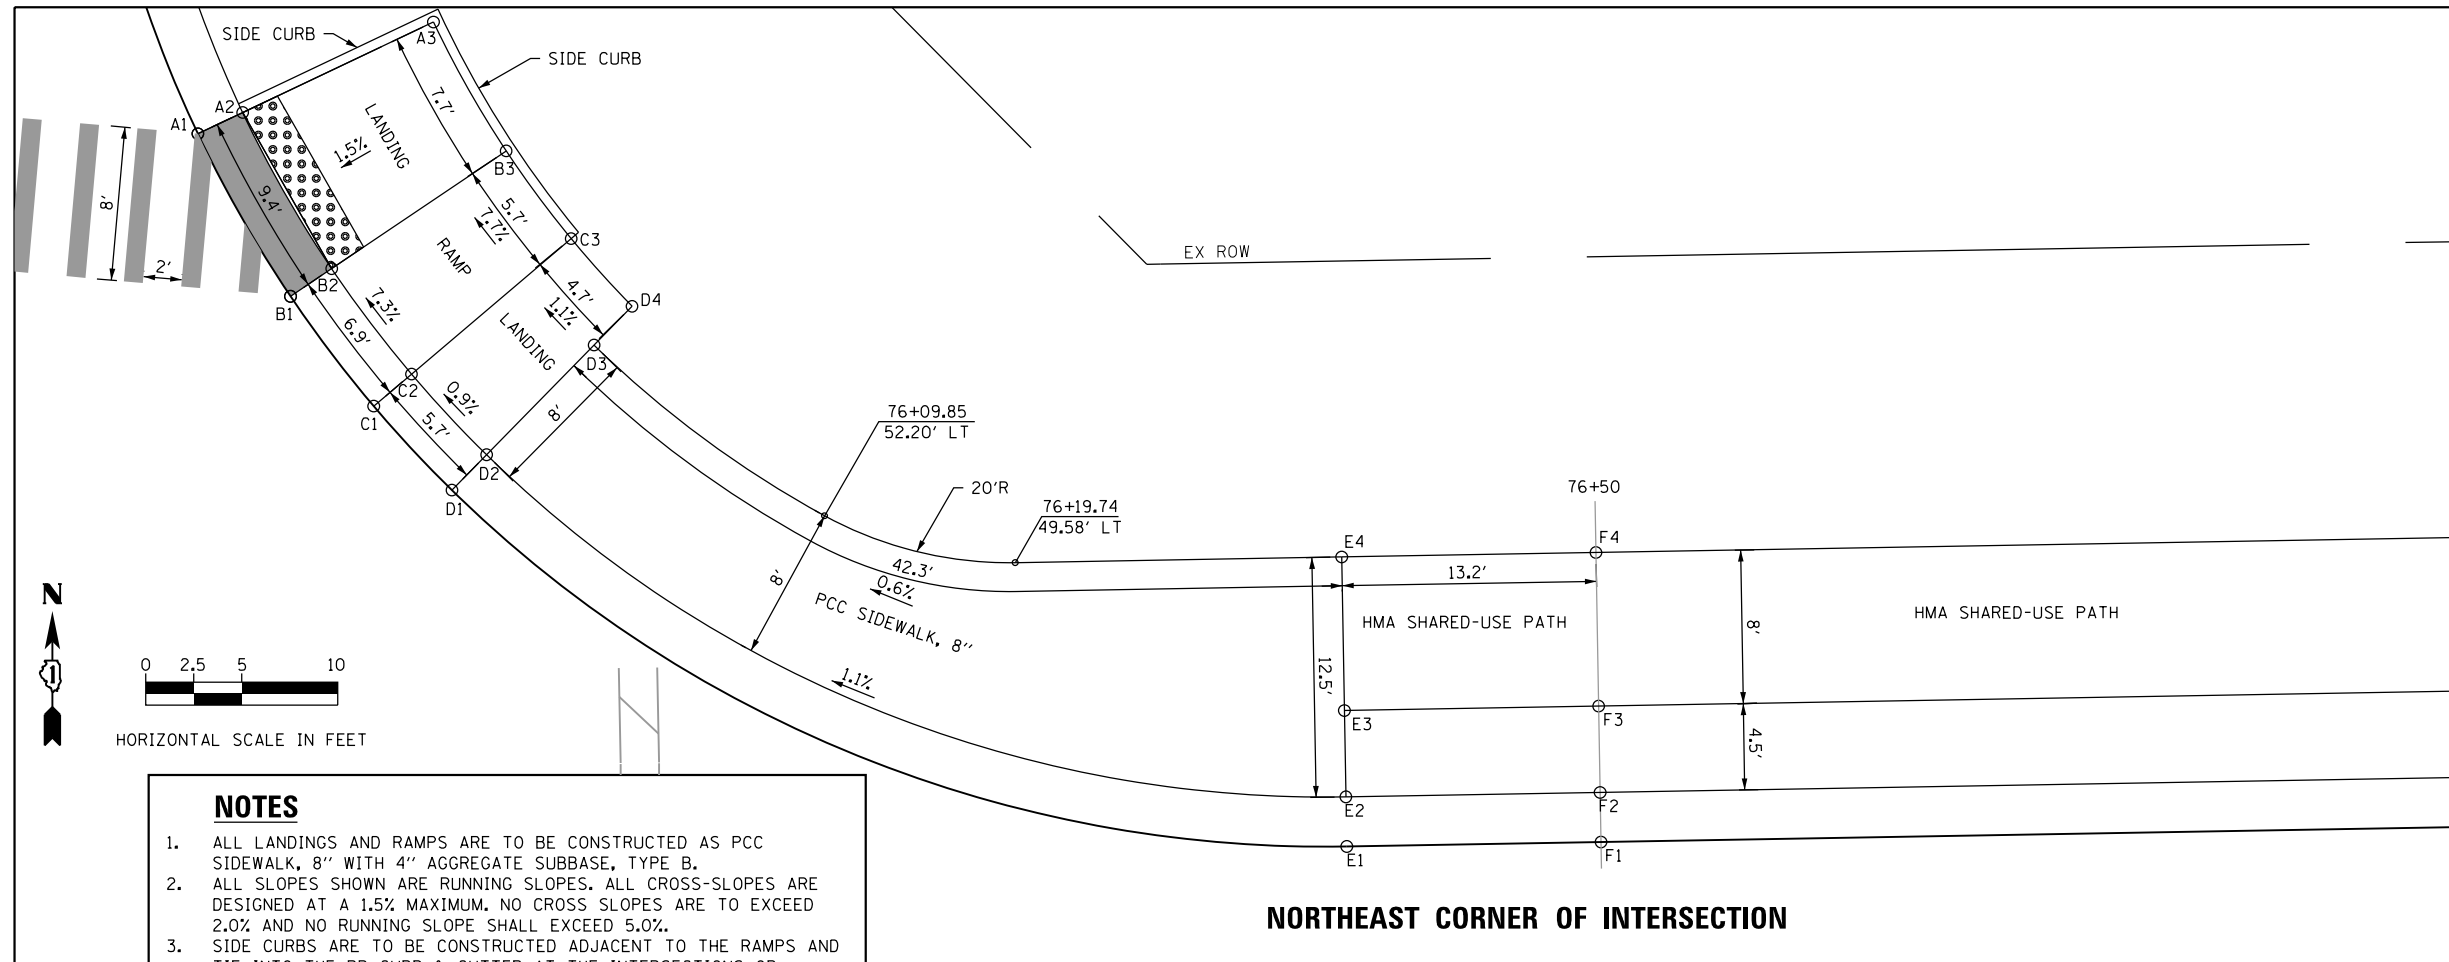 SIDE CURB
SIDE CURB
A3
A2
A1
7.7'
LANDING
1.5%
B3
9.4'
8'
2'
5.7'
7.7%
RAMP
C3
B2
B1
7.3%
4.7'
1.1%
D4
LANDING
6.9'
D3
C2
C1
0.9%
5.7'
8'
D2
D1
EX ROW
76+09.85
52.20' LT
20'R
76+19.74
49.58' LT
76+50
E4
F4
42.3'
0.6%
8'
PCC SIDEWALK, 8"
1.1%
13.2'
HMA SHARED-USE PATH
HMA SHARED-USE PATH
8'
12.5'
E3
F3
4.5'
E2
F2
E1
F1
N
1
0 2.5 5 10
HORIZONTAL SCALE IN FEET
NOTES
1. ALL LANDINGS AND RAMPS ARE TO BE CONSTRUCTED AS PCC
SIDEWALK, 8" WITH 4" AGGREGATE SUBBASE, TYPE B.
2. ALL SLOPES SHOWN ARE RUNNING SLOPES. ALL CROSS-SLOPES ARE
DESIGNED AT A 1.5% MAXIMUM. NO CROSS SLOPES ARE TO EXCEED
2.0% AND NO RUNNING SLOPE SHALL EXCEED 5.0%.
3. SIDE CURBS ARE TO BE CONSTRUCTED ADJACENT TO THE RAMPS AND
NORTHEAST CORNER OF INTERSECTION